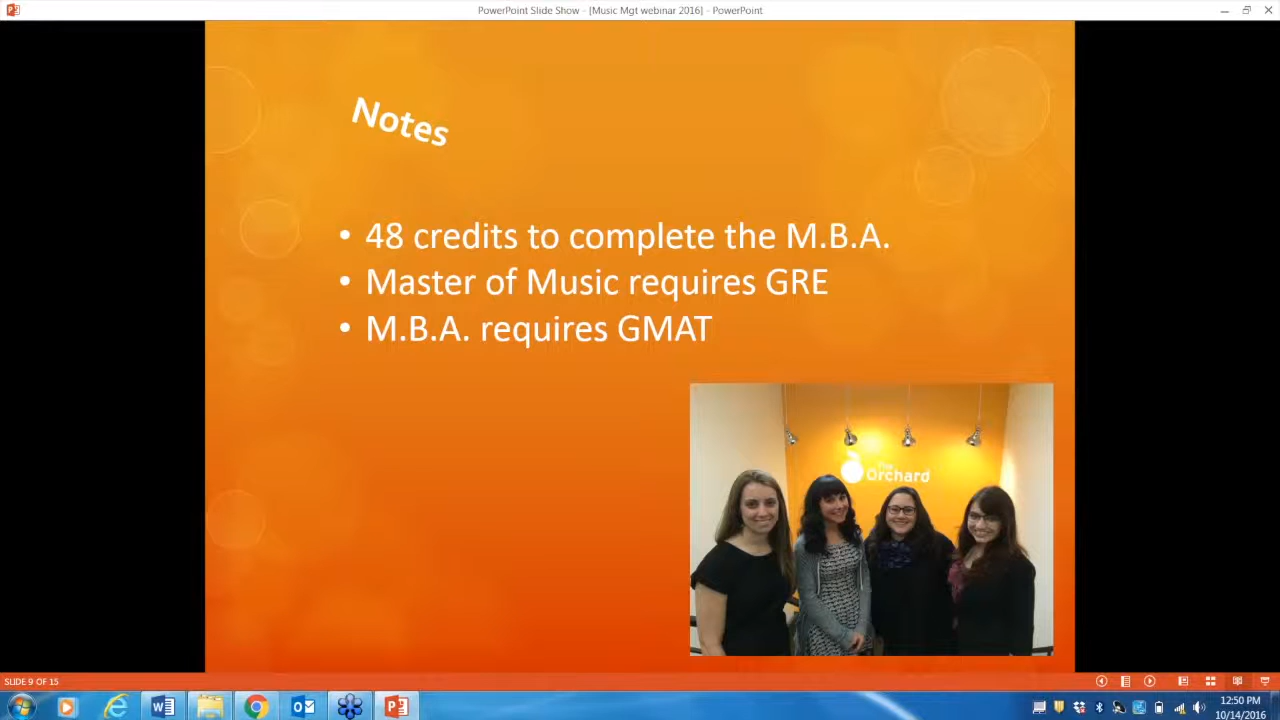 PowerPoint Slide Show - [Music Mgt webinar 2016] - PowerPoint
Notes
• 48 credits to complete the M.B.A.
• Master of Music requires GRE
• M.B.A. requires GMAT
The
Orchard
SLIDE 9 OF 15
12:50 PM
10/14/2016